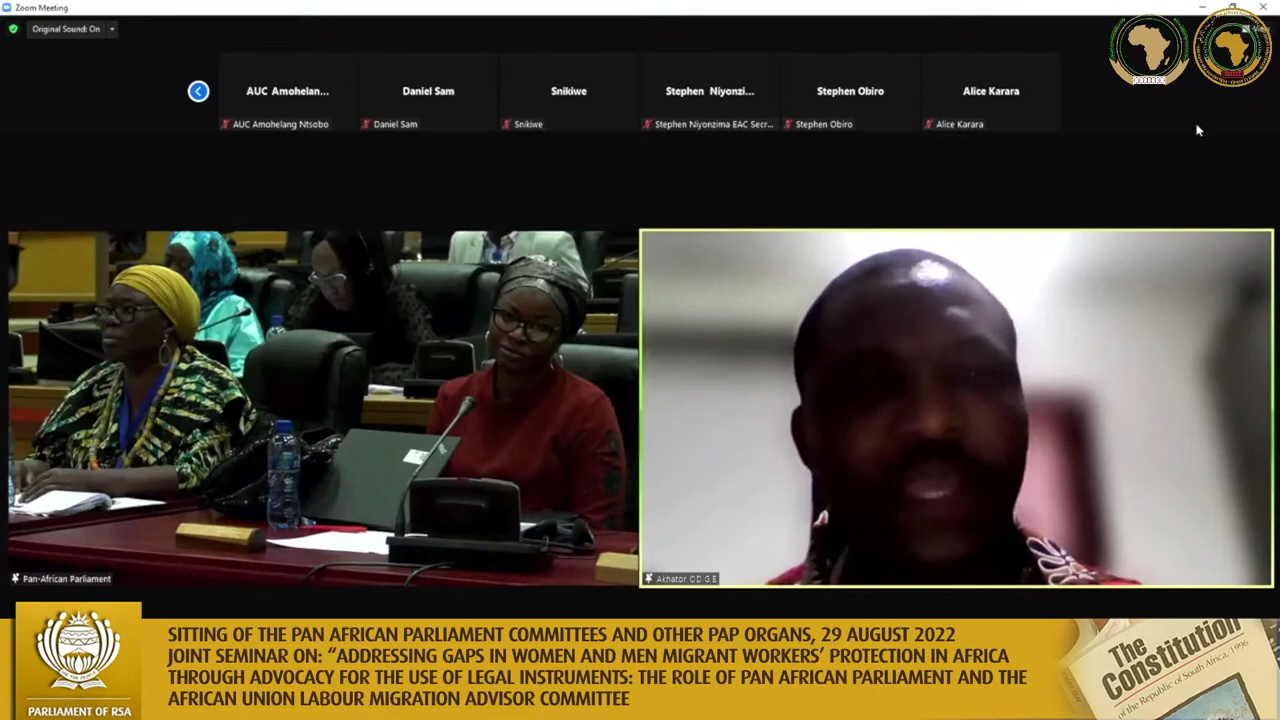 Zoom Meeting
Original Sound: On
AUC Amohelan...
Daniel Sam
Snikiwe
Stephen Niyonzi...
Stephen Obiro
Alice Karara
AUC Amohelang Ntsobo
Daniel Sam
Snikiwe
Stephen Niyonzima EAC Secr...
Stephen Obiro
Alice Karara
Pan-African Parliament
Akhator ODIGE
SITTING OF THE PAN AFRICAN PARLIAMENT COMMITTEES AND OTHER PAP ORGANS, 29 AUGUST 2022
JOINT SEMINAR ON: “ADDRESSING GAPS IN WOMEN AND MEN MIGRANT WORKERS’ PROTECTION IN AFRICA
THROUGH ADVOCACY FOR THE USE OF LEGAL INSTRUMENTS: THE ROLE OF PAN AFRICAN PARLIAMENT AND THE
AFRICAN UNION LABOUR MIGRATION ADVISOR COMMITTEE
PARLIAMENT OF RSA
The
Constitution
of the Republic of South Africa, 1996